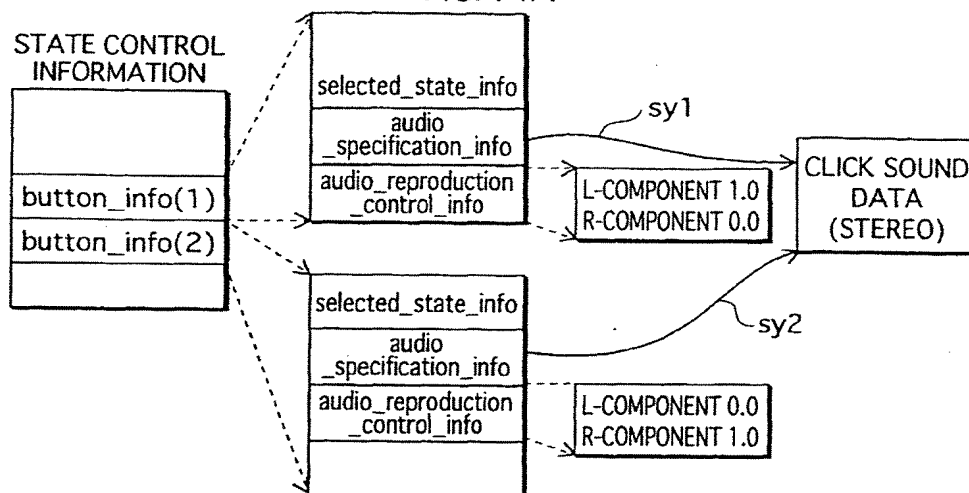 STATE CONTROL
INFORMATION
button_info(1)
button_info(2)
selected_state_info
audio
_specification_info
audio_reproduction
_control_info
L-COMPONENT 1.0
R-COMPONENT 0.0
sy1
CLICK SOUND
DATA
(STEREO)
selected_state_info
audio
_specification_info
audio_reproduction
_control_info
L-COMPONENT 0.0
R-COMPONENT 1.0
sy2